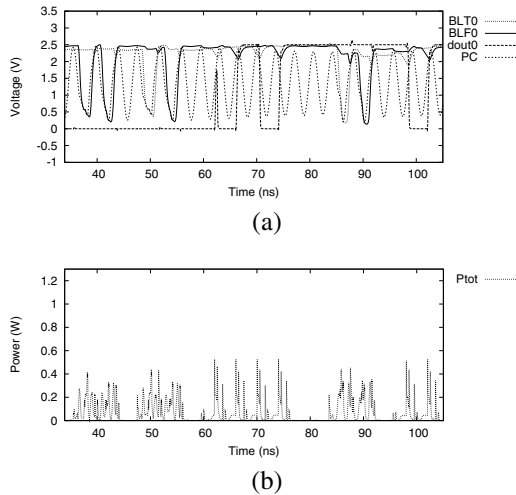 3
2.5
2
1.5
1
0.5
0
-0.5
-1
Voltage (V)
40 50 60 70 80 90 100
Time (ns)
BLT0
BLF0
dout0
PC
(a)
1.2
1
0.8
0.6
0.4
0.2
0
Power (W)
40 50 60 70 80 90 100
Time (ns)
Ptot
(b)